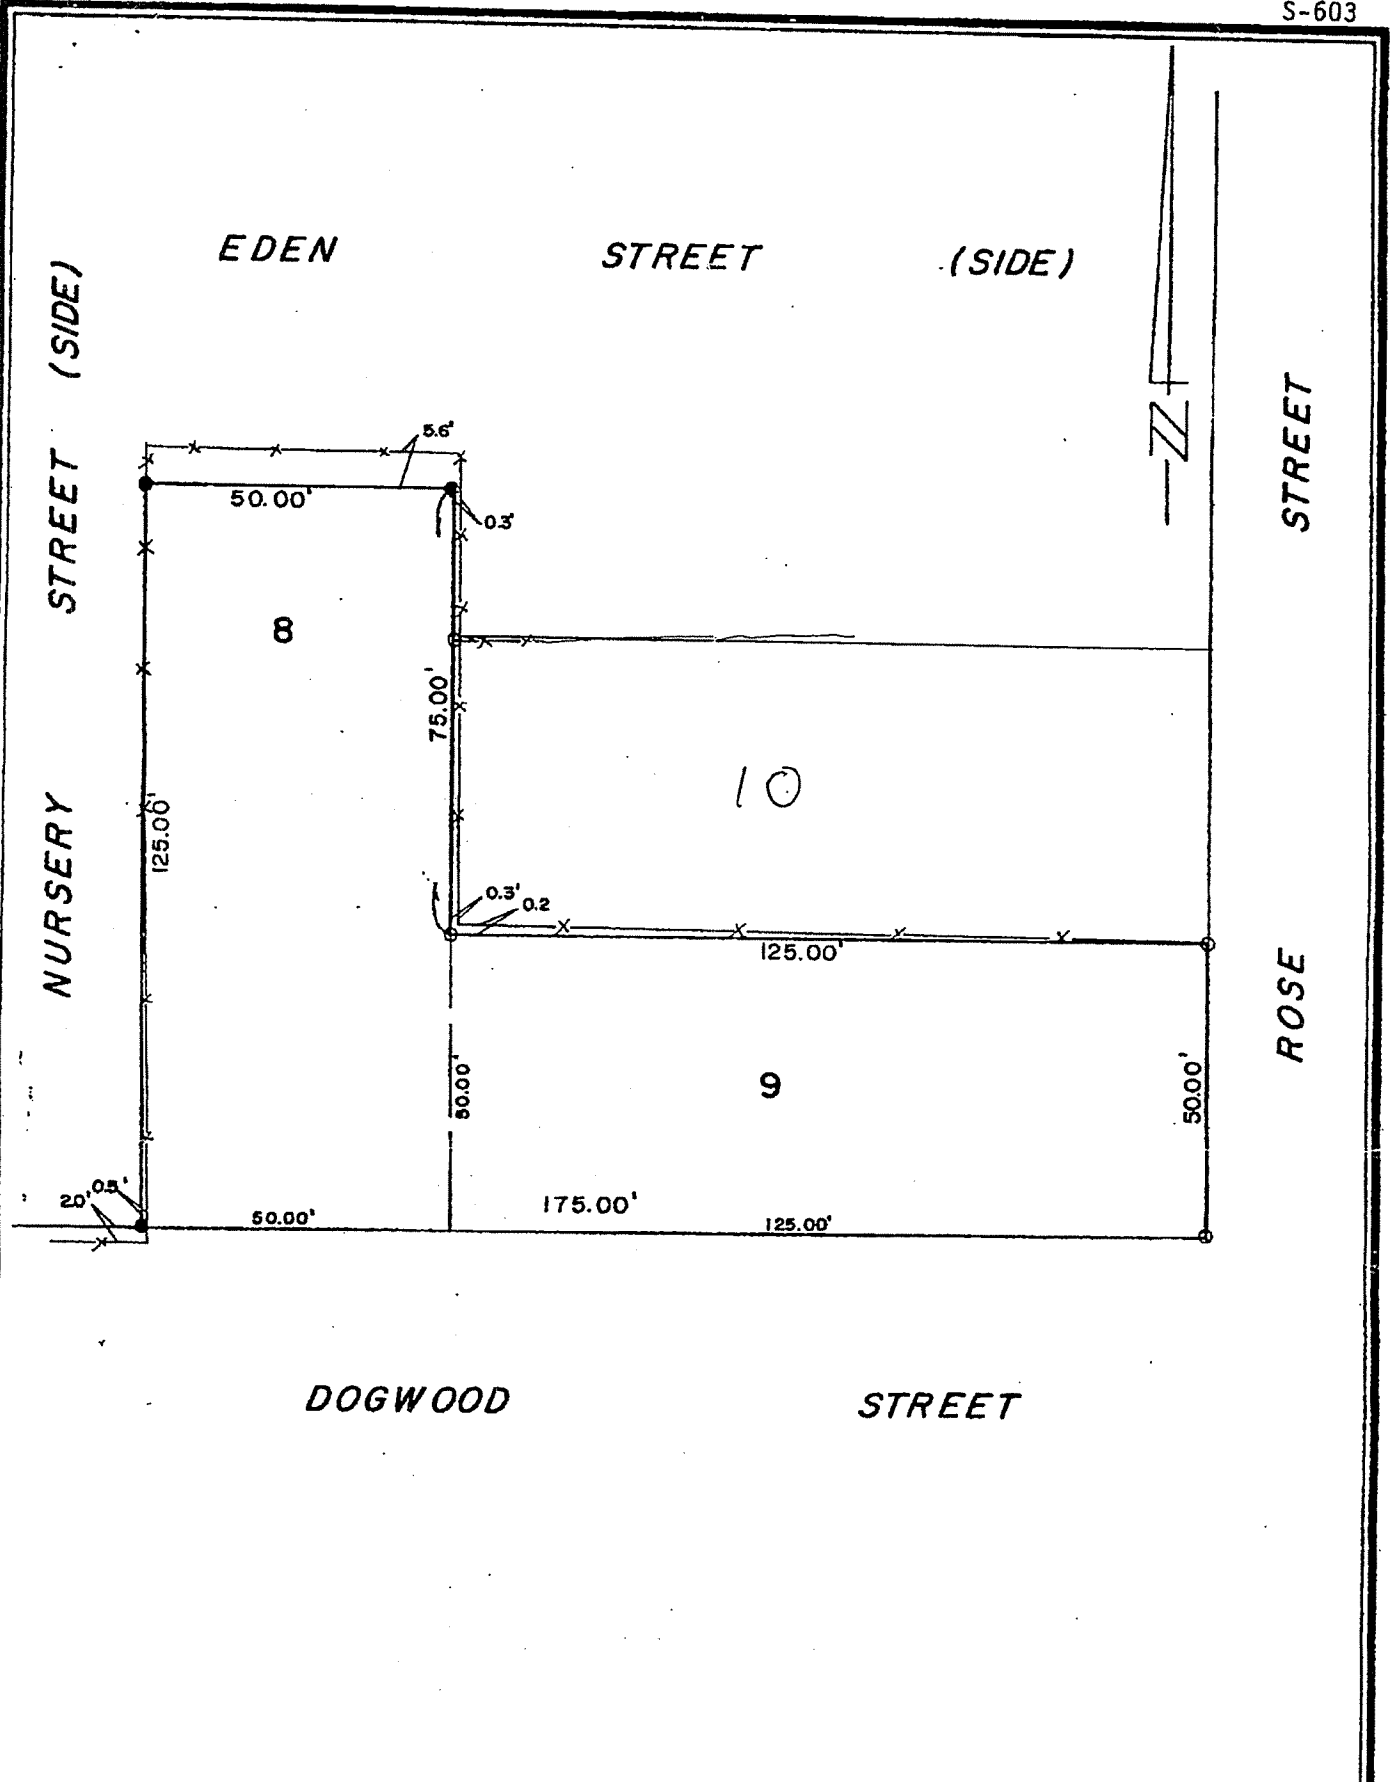 S-603
EDEN STREET (SIDE)
NURSERY STREET (SIDE)
N
ROSE STREET
5.6'
50.00'
0.3'
8
75.00'
10
125.00'
0.3'
0.2
125.00'
9
50.00'
50.00'
2.0' 0.5'
50.00'
175.00'
125.00'
DOGWOOD STREET